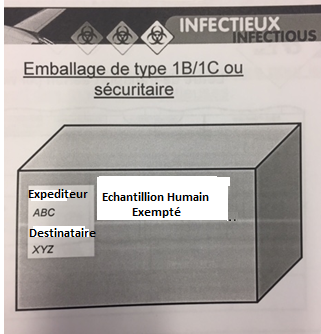 INFECTIEUX
INFECTIOUS
Emballage de type 1B/1C ou
sécuritaire
Expediteur
ABC
Destinataire
XYZ
Echantillion Humain
Exempté